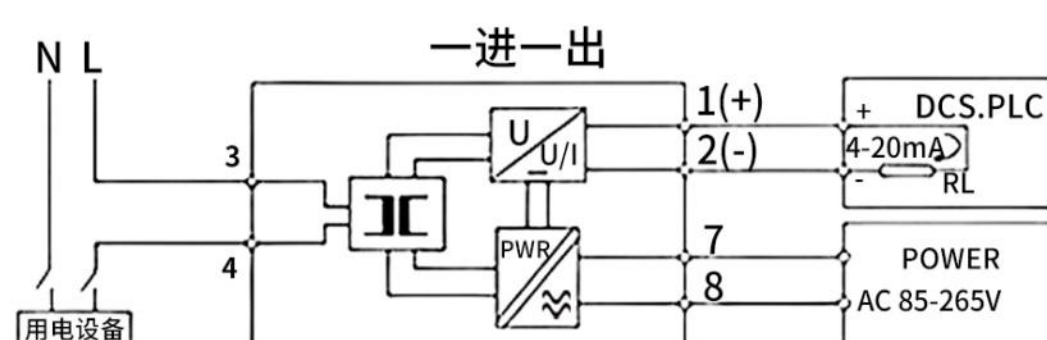 一进一出
N L
1(+)
DCS.PLC
+
U
U/I
2(-)
4-20mA
3
-
RL
7
PWR
POWER
4
8
AC 85-265V
用电设备